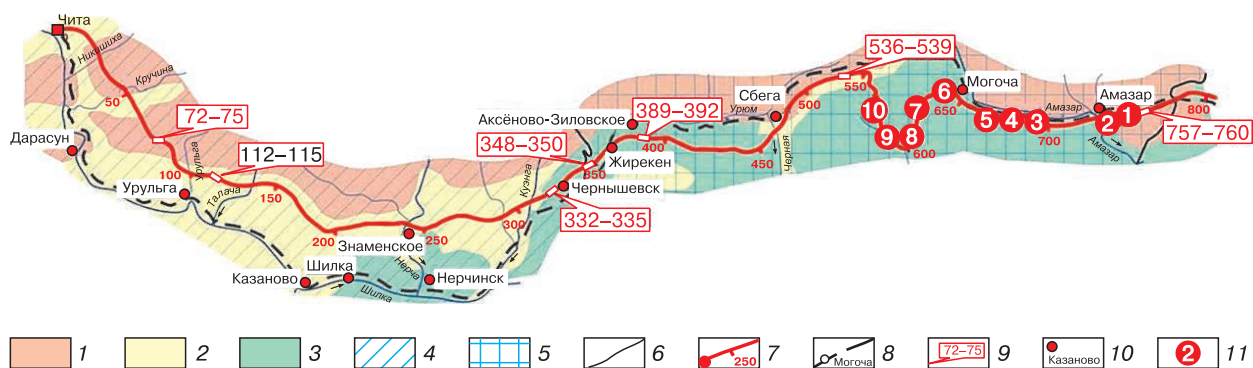 Чита
Никишиха
Кручина
50
Дарасун
72–75
112–115
100
Урульга
Урульга
Талача
150
200
Знаменское
250
Нерча
Казаново
Шилка
Шилка
Нерчинск
300
Куэнга
332–335
Чернышевск
350
348–350
Жирекен
Аксёново-Зиловское
389–392
400
Урюм
450
Черная
Сбега
500
550
536–539
10
9
8
7
6
600
650
Могоча
5
4
3
Амазар
700
Амазар
2
1
Амазар
757–760
800
1
2
3
4
5
6
250
7
Могоча
8
72–75
9
Казаново
10
2
11